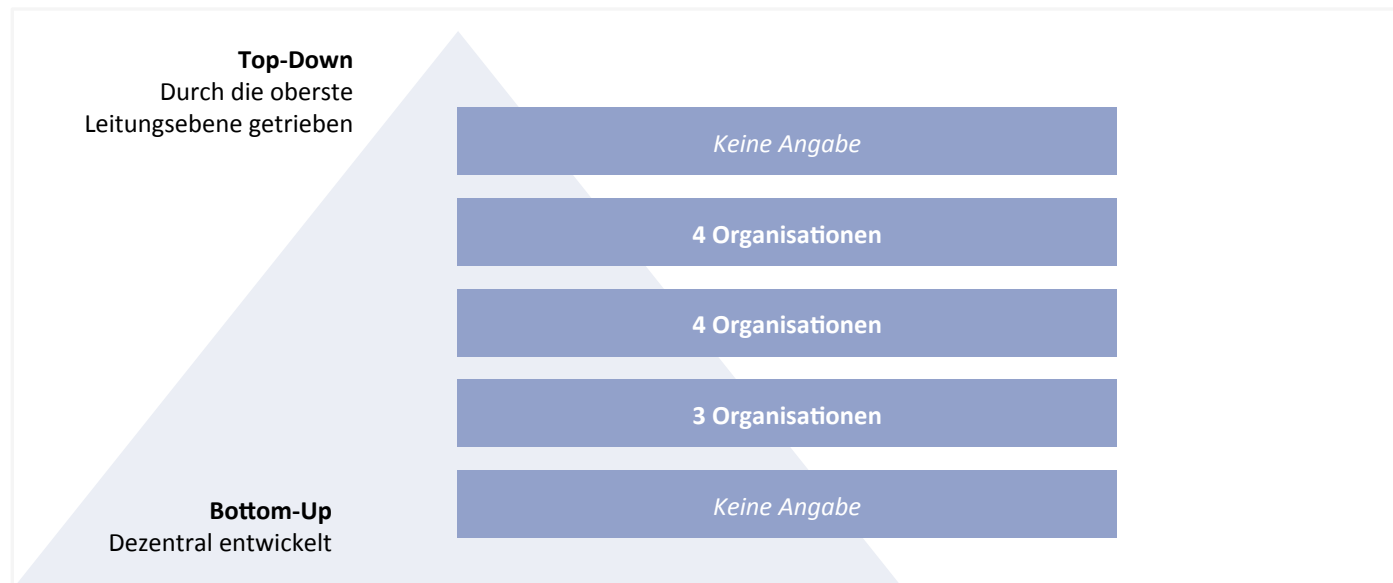 Top-Down
Durch die oberste
Leitungsebene getrieben
Keine Angabe
4 Organisationen
4 Organisationen
3 Organisationen
Keine Angabe
Bottom-Up
Dezentral entwickelt